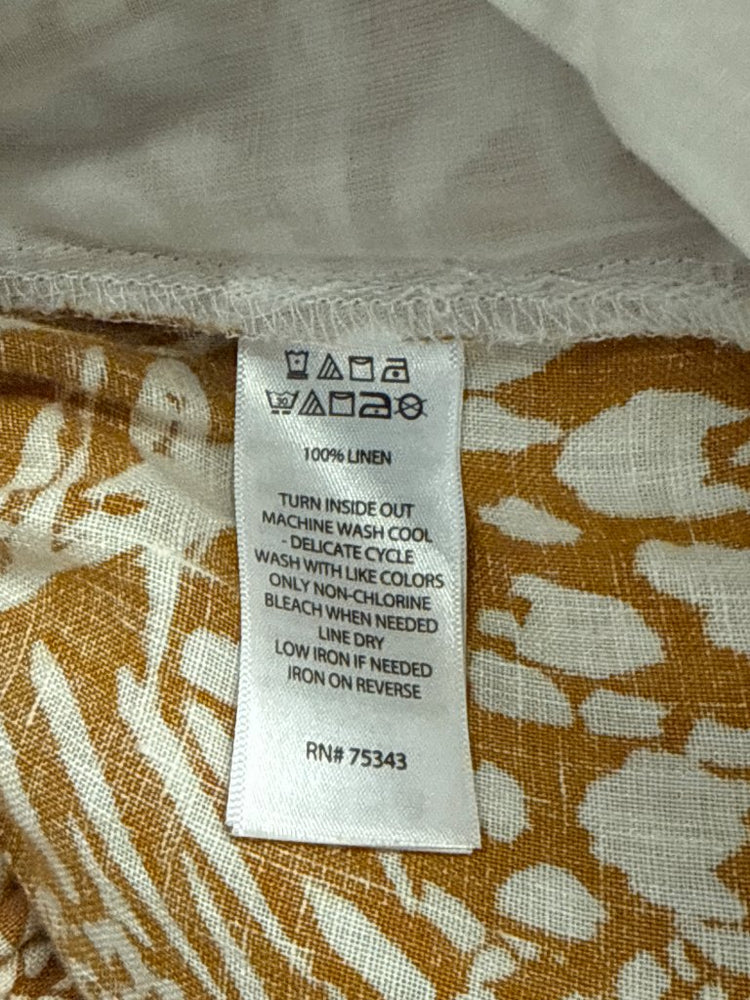 30
100% LINEN
TURN INSIDE OUT
MACHINE WASH COOL
- DELICATE CYCLE
WASH WITH LIKE COLORS
ONLY NON-CHLORINE
BLEACH WHEN NEEDED
LINE DRY
LOW IRON IF NEEDED
IRON ON REVERSE
RN# 75343